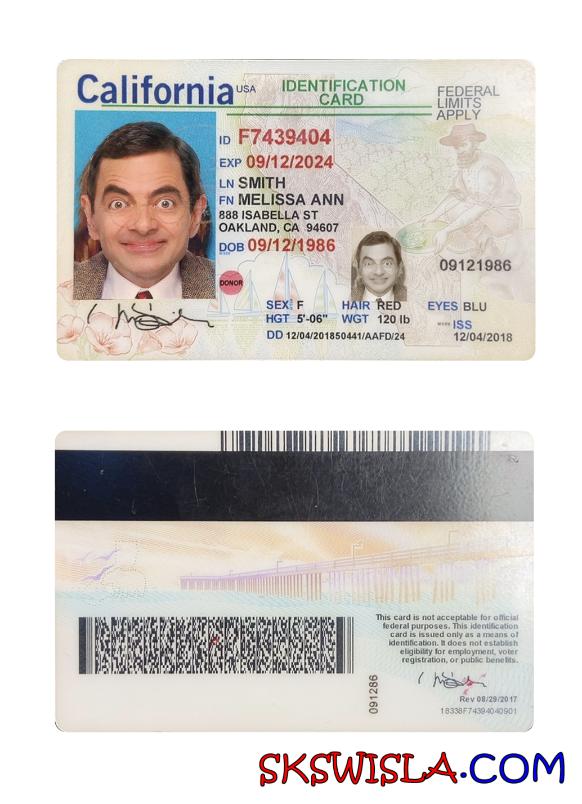 California USA
IDENTIFICATION
CARD
FEDERAL
LIMITS
APPLY
ID F7439404
EXP 09/12/2024
LN SMITH
FN MELISSA ANN
888 ISABELLA ST
OAKLAND, CA 94607
DOB 09/12/1986
DONOR
09121986
SEX F HAIR RED EYES BLU
HGT 5'-06" WGT 120 lb ISS
DD 12/04/201850441/AAFD/24 12/04/2018
This card is not acceptable for official
federal purposes. This identification
card is issued only as a means of
identification. It does not establish
eligibility for employment, voter
registration, or public benefits.
091286
Rev 08/29/2017
18338F74394040901
SKSWISLA.COM